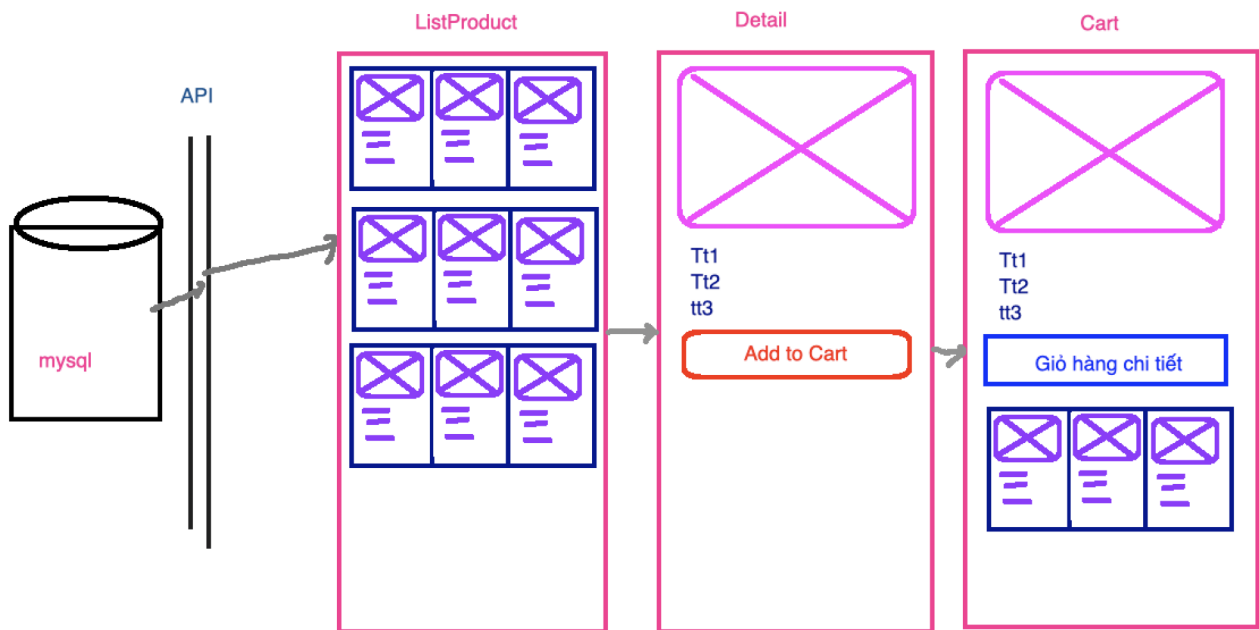 mysql
API
ListProduct
Detail
Tt1
Tt2
tt3
Add to Cart
Cart
Tt1
Tt2
tt3
Giỏ hàng chi tiết